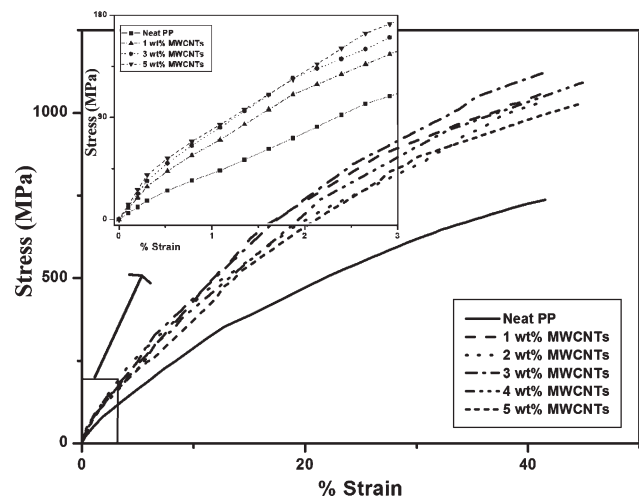 180
90
0
Stress (MPa)
Neat PP
1 wt% MWCNTs
3 wt% MWCNTs
5 wt% MWCNTs
0
1
2
3
% Strain
1000
500
0
Stress (MPa)
Neat PP
1 wt% MWCNTs
2 wt% MWCNTs
3 wt% MWCNTs
4 wt% MWCNTs
5 wt% MWCNTs
0
20
40
% Strain